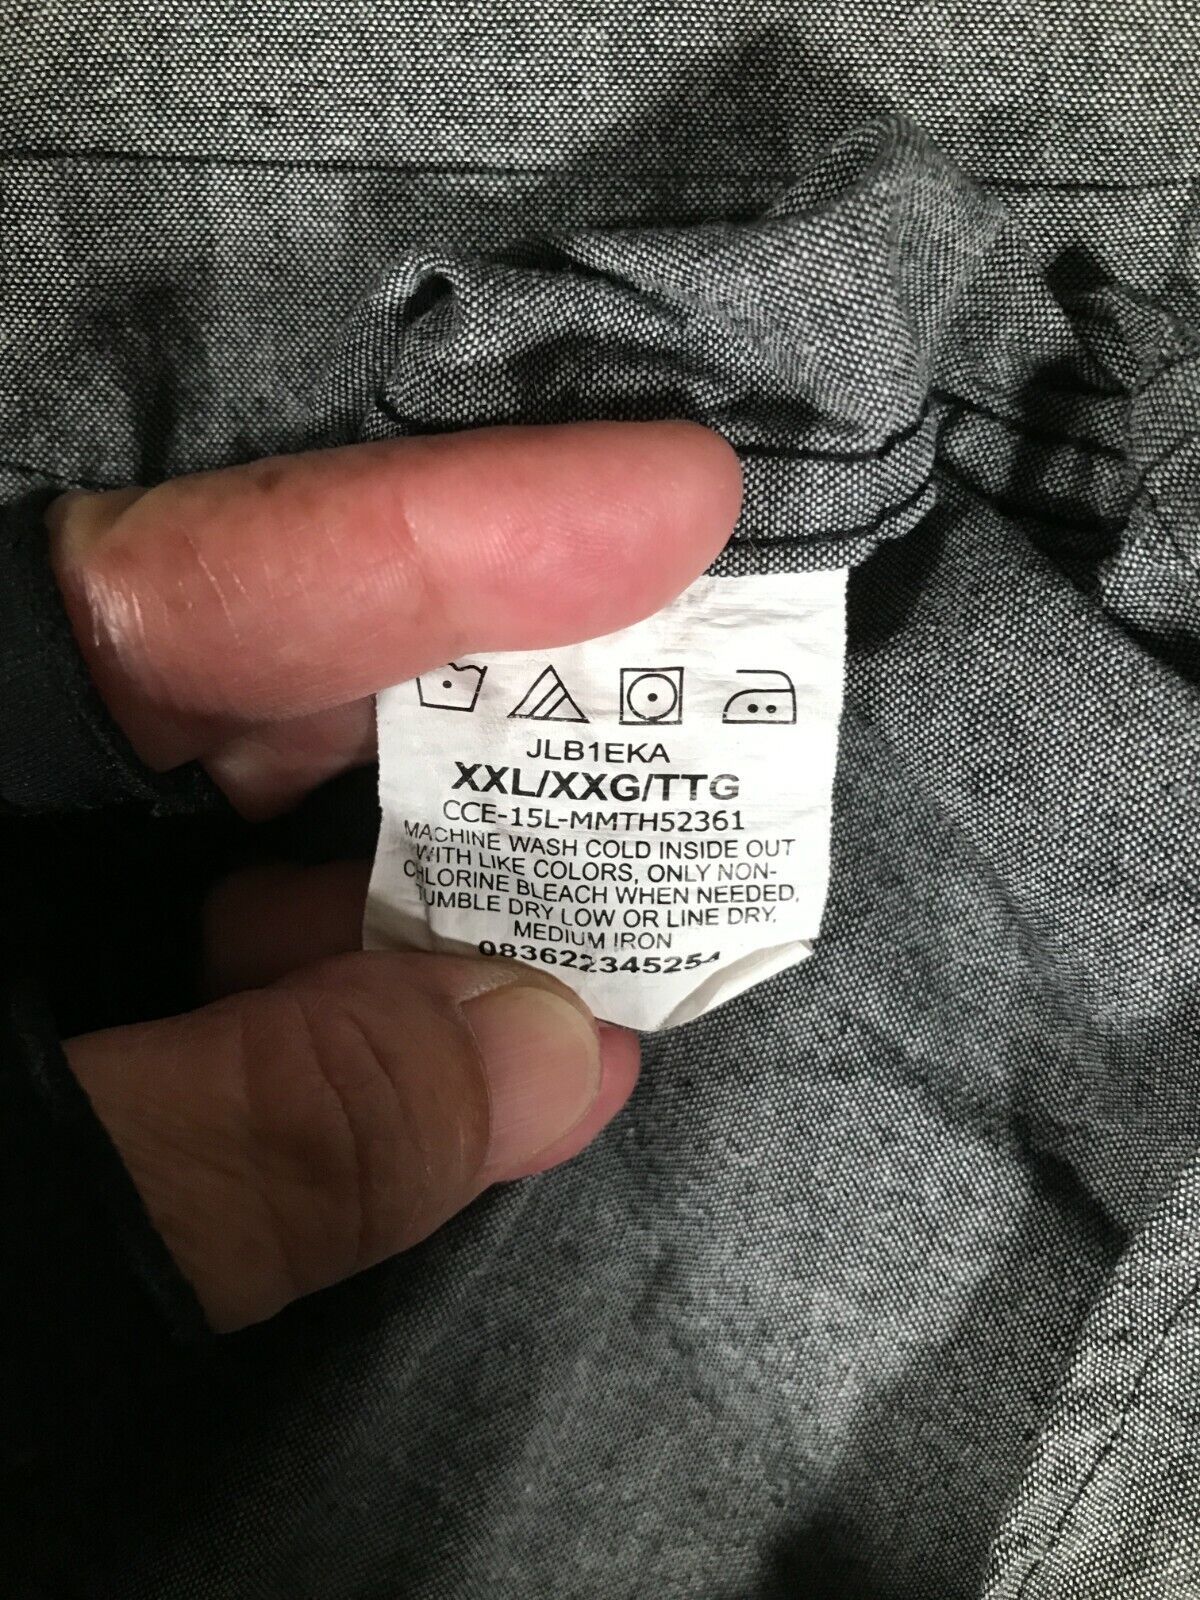 JLB1EKA
XXL/XXG/TTG
CCE-15L-MMTH52361
MACHINE WASH COLD INSIDE OUT
WITH LIKE COLORS, ONLY NON-
CHLORINE BLEACH WHEN NEEDED,
TUMBLE DRY LOW OR LINE DRY.
MEDIUM IRON
083622345254